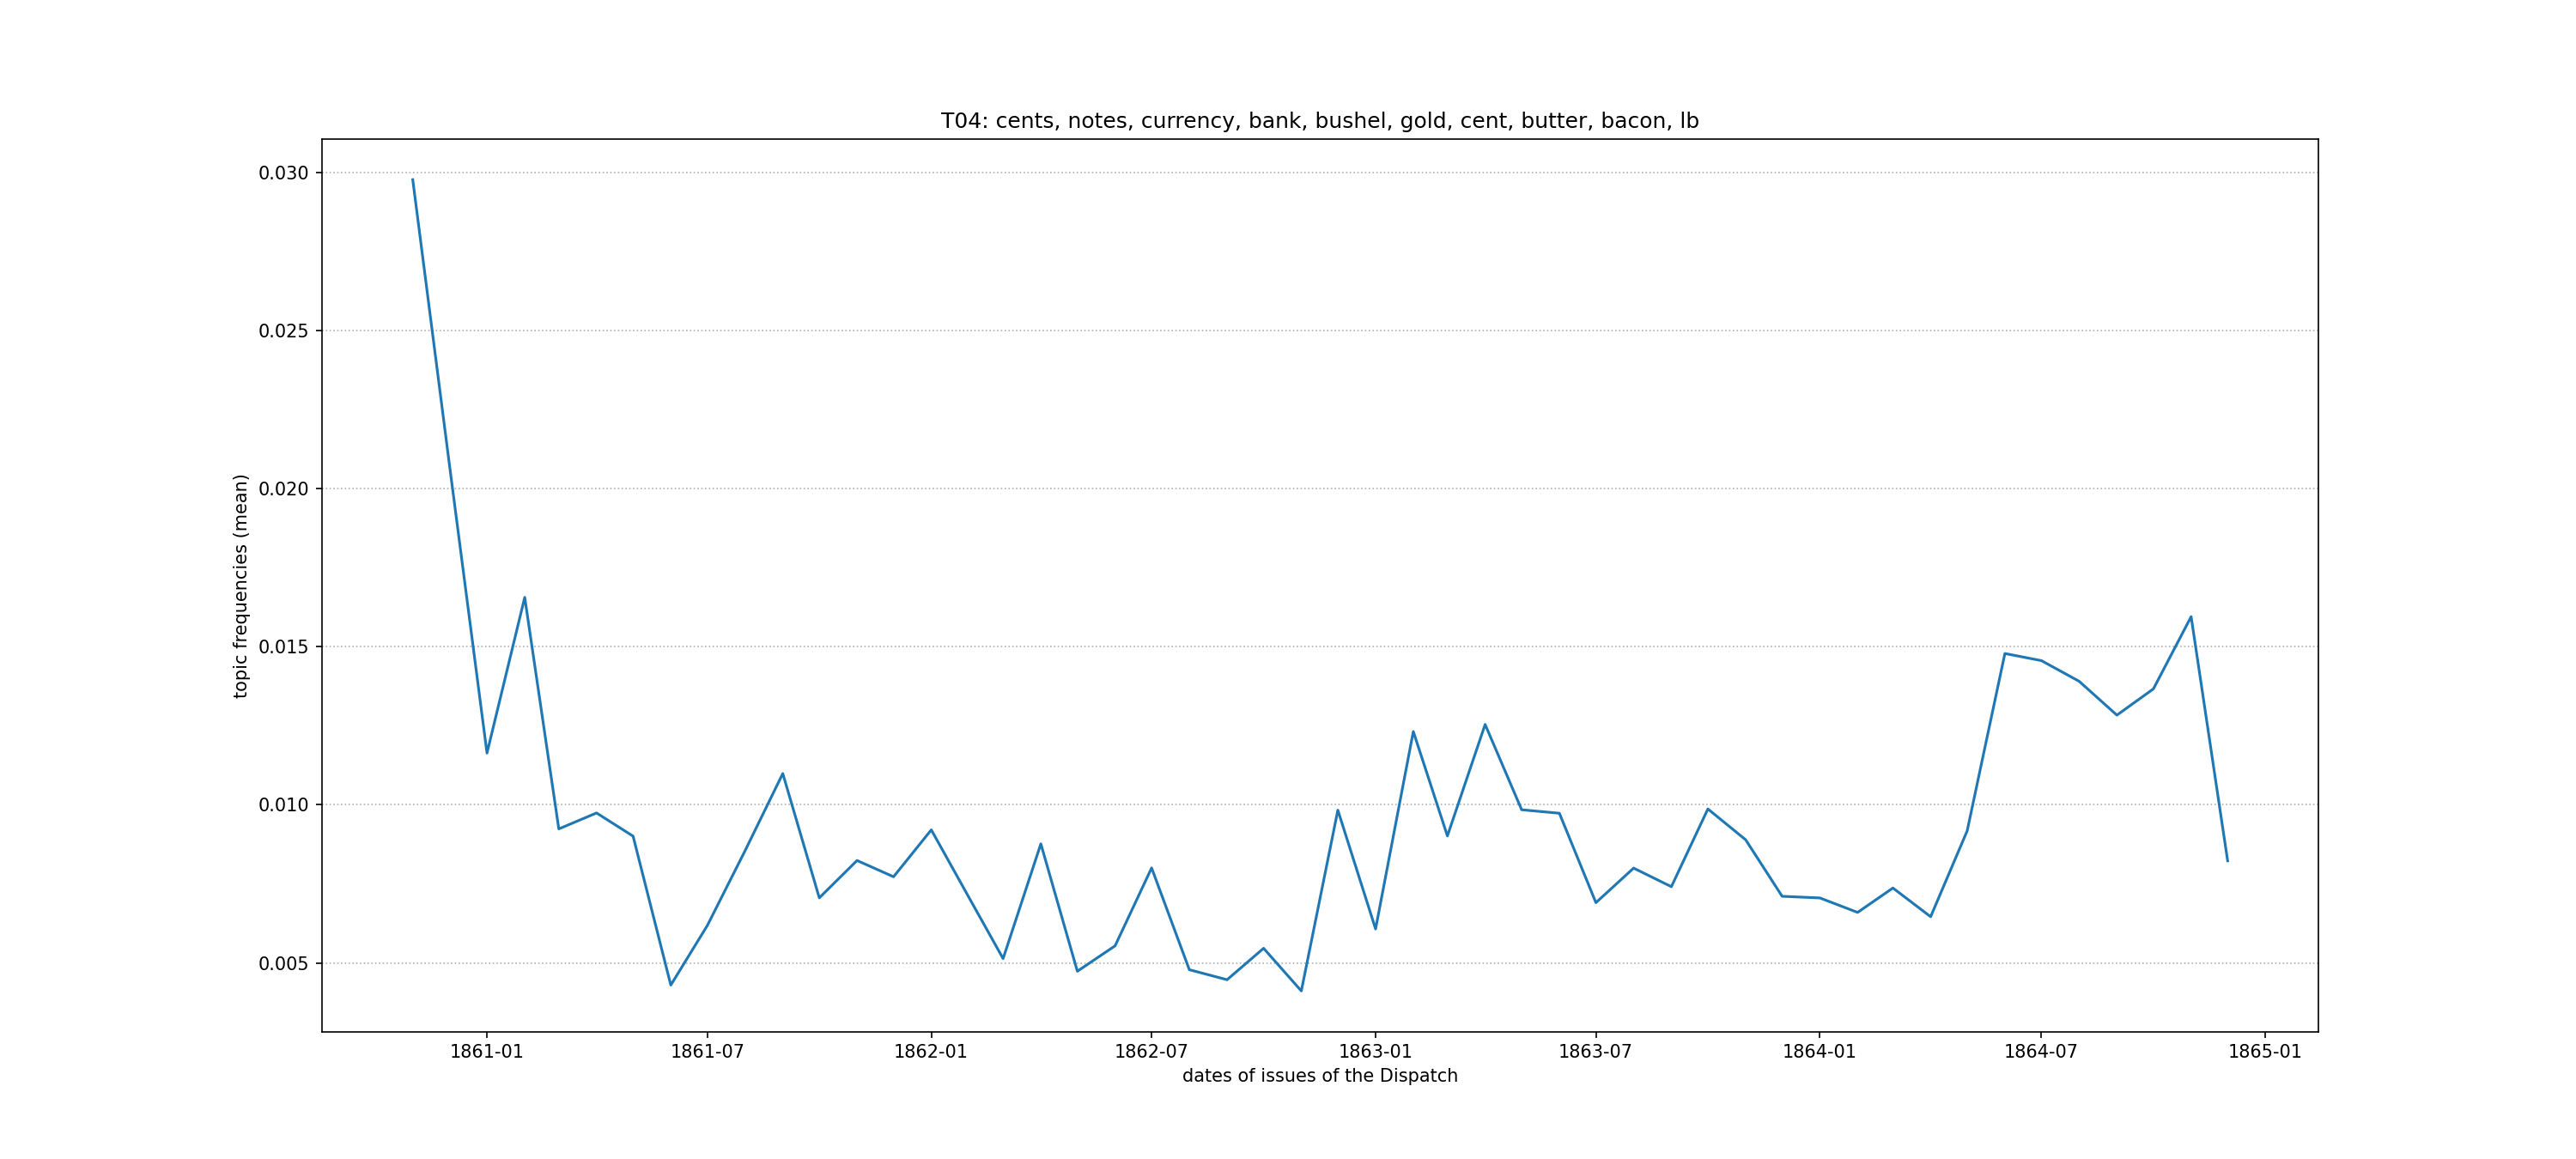 T04: cents, notes, currency, bank, bushel, gold, cent, butter, bacon, lb
0.030
0.025
0.020
0.015
0.010
0.005
topic frequencies (mean)
1861-01 1861-07 1862-01 1862-07 1863-01 1863-07 1864-01 1864-07 1865-01
dates of issues of the Dispatch